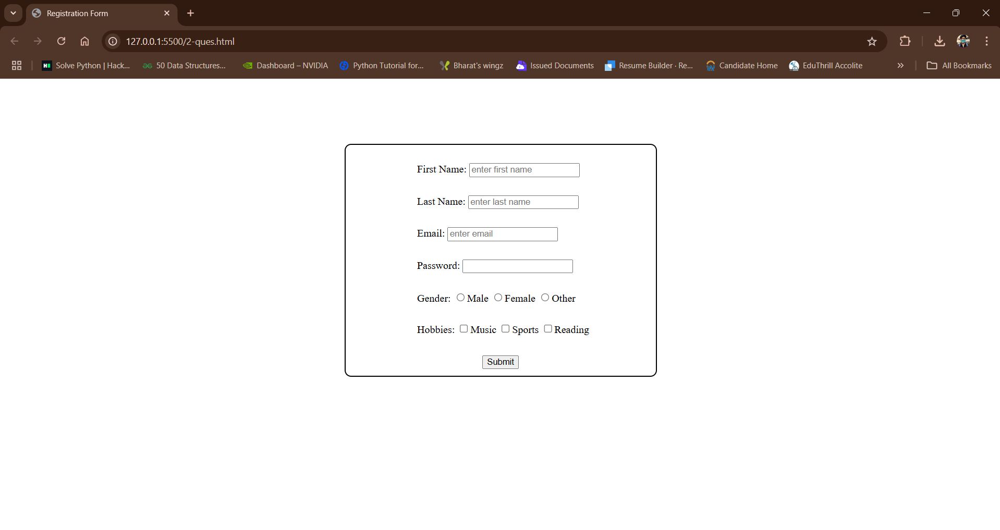 Registration Form
127.0.0.1:5500/2-ques.html
Solve Python | Hack... 50 Data Structures... Dashboard – NVIDIA Python Tutorial for... Bharat's wingz Issued Documents Resume Builder · Re... Candidate Home EduThrill Accolite All Bookmarks
First Name: enter first name
Last Name: enter last name
Email: enter email
Password:
Gender: Male Female Other
Hobbies: Music Sports Reading
Submit